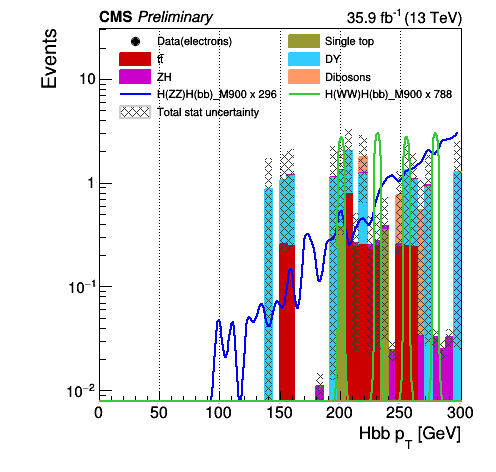 CMS Preliminary 35.9 fb⁻¹ (13 TeV)
Events
Data(electrons) Single top
tt̄ DY
ZH Dibosons
H(ZZ)H(bb)_M900 x 296 H(WW)H(bb)_M900 x 788
Total stat uncertainty
10
1
10⁻¹
10⁻²
0 50 100 150 200 250 300
Hbb p_T [GeV]